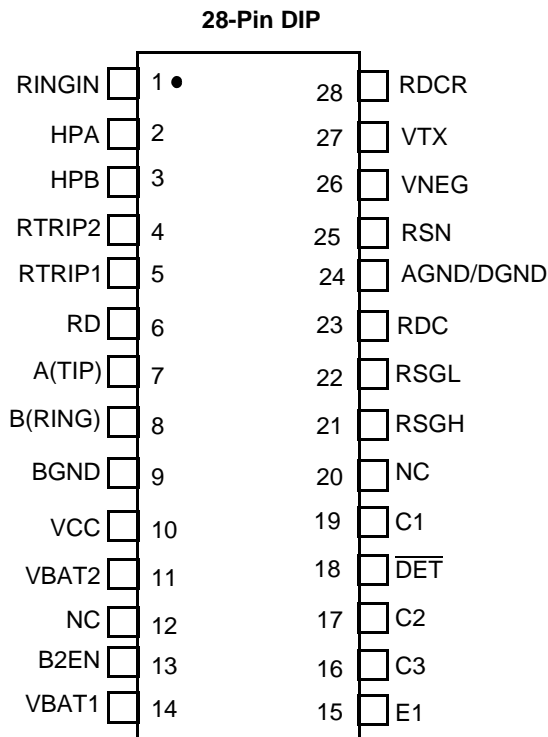 28-Pin DIP
RINGIN 1 28 RDCR
HPA 2 27 VTX
HPB 3 26 VNEG
RTRIP2 4 25 RSN
RTRIP1 5 24 AGND/DGND
RD 6 23 RDC
A(TIP) 7 22 RSGL
B(RING) 8 21 RSGH
BGND 9 20 NC
VCC 10 19 C1
VBAT2 11 18 D̅E̅T̅
NC 12 17 C2
B2EN 13 16 C3
VBAT1 14 15 E1